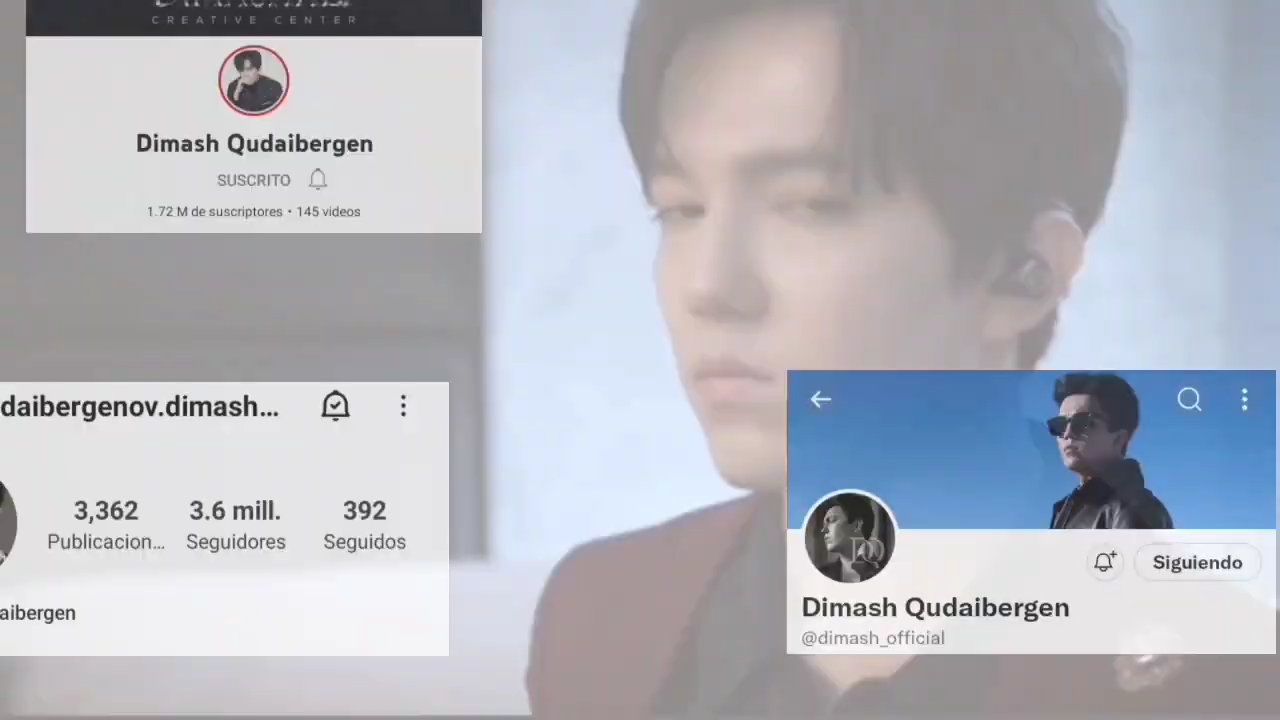 CREATIVE CENTER
Dimash Qudaibergen
SUSCRITO
1.72 M de suscriptores • 145 videos
daibergenov.dimash...
3,362 3.6 mill. 392
Publicacion... Seguidores Seguidos
aibergen
DQ
Siguiendo
Dimash Qudaibergen
@dimash_official